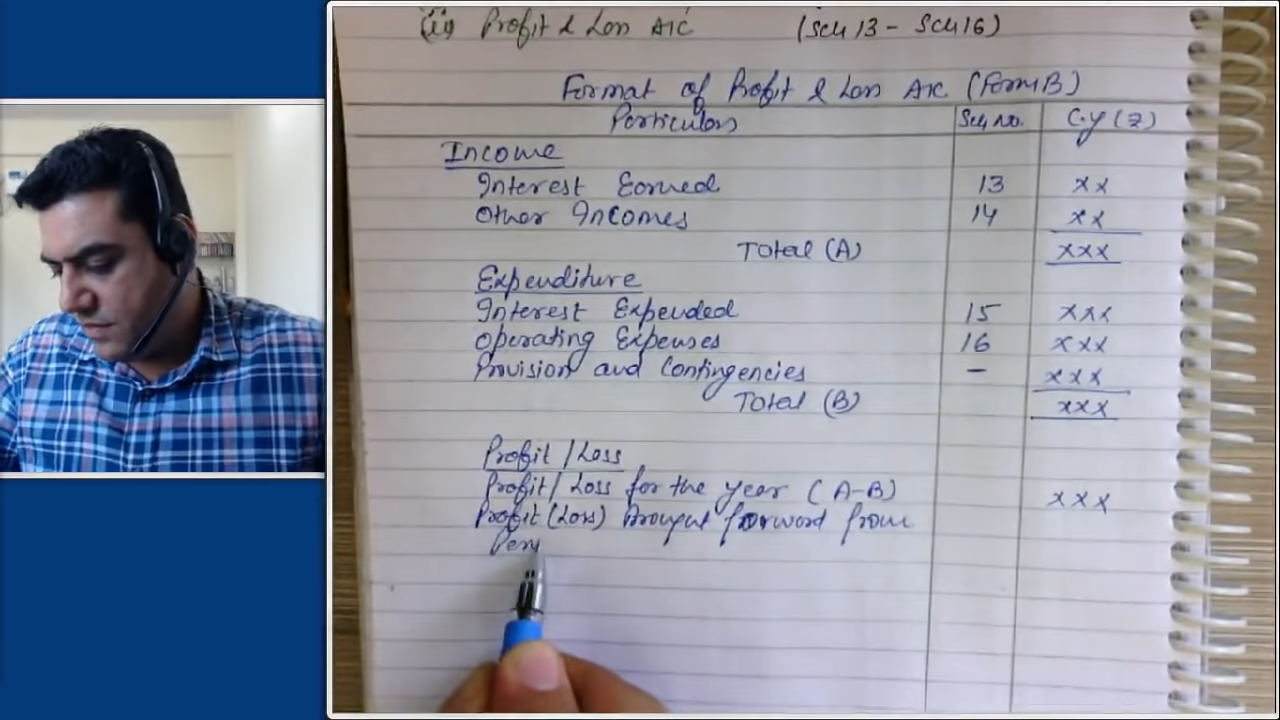 (ii) Profit & Loss A/C (Sch 13 - Sch 16)
Format of Profit & Loss A/C (Form B)
Particulars Sch no. C.Y (₹)
Income
Interest Earned 13 xx
Other Incomes 14 xx
Total (A) xxx
Expenditure
Interest Expended 15 xxx
Operating Expenses 16 xxx
Provision and Contingencies - xxx
Total (B) xxx
Profit / Loss
Profit / Loss for the year (A-B) xxx
Profit (Loss) Brought forward from